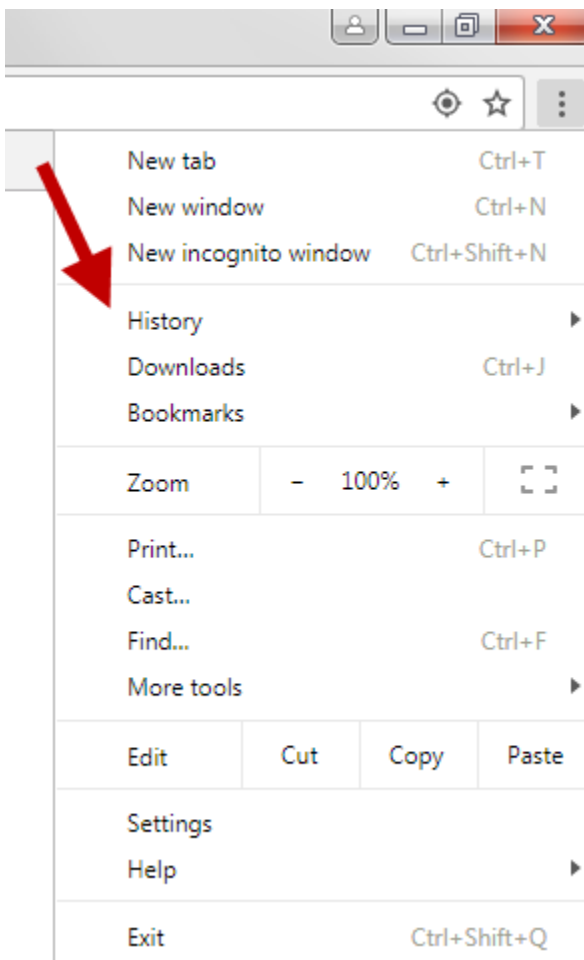 New tab Ctrl+T
New window Ctrl+N
New incognito window Ctrl+Shift+N
History
Downloads Ctrl+J
Bookmarks
Zoom − 100% +
Print... Ctrl+P
Cast...
Find... Ctrl+F
More tools
Edit Cut Copy Paste
Settings
Help
Exit Ctrl+Shift+Q